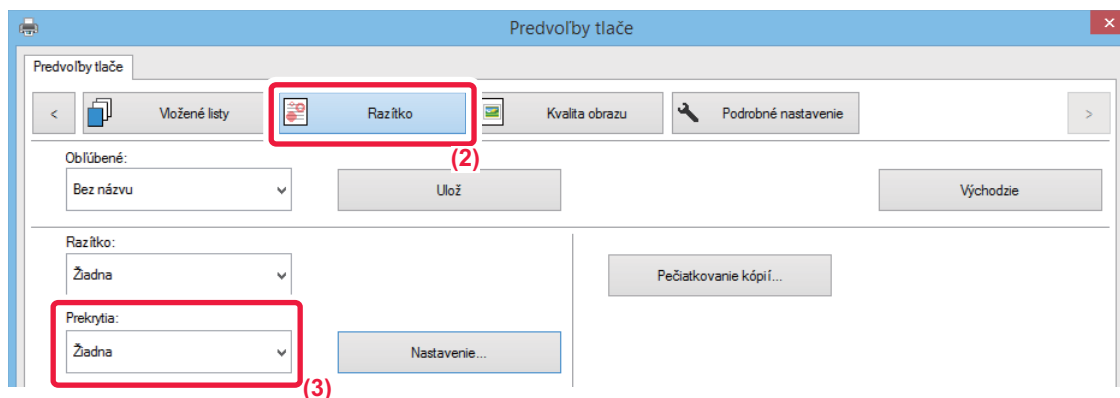 Predvoľby tlače
×
Predvoľby tlače
< Vložené listy Razítko Kvalita obrazu Podrobné nastavenie >
(2)
Obľúbené:
Bez názvu Ulož Východzie
Razítko:
Žiadna Pečiatkovanie kópií...
Prekrytia:
Žiadna Nastavenie...
(3)